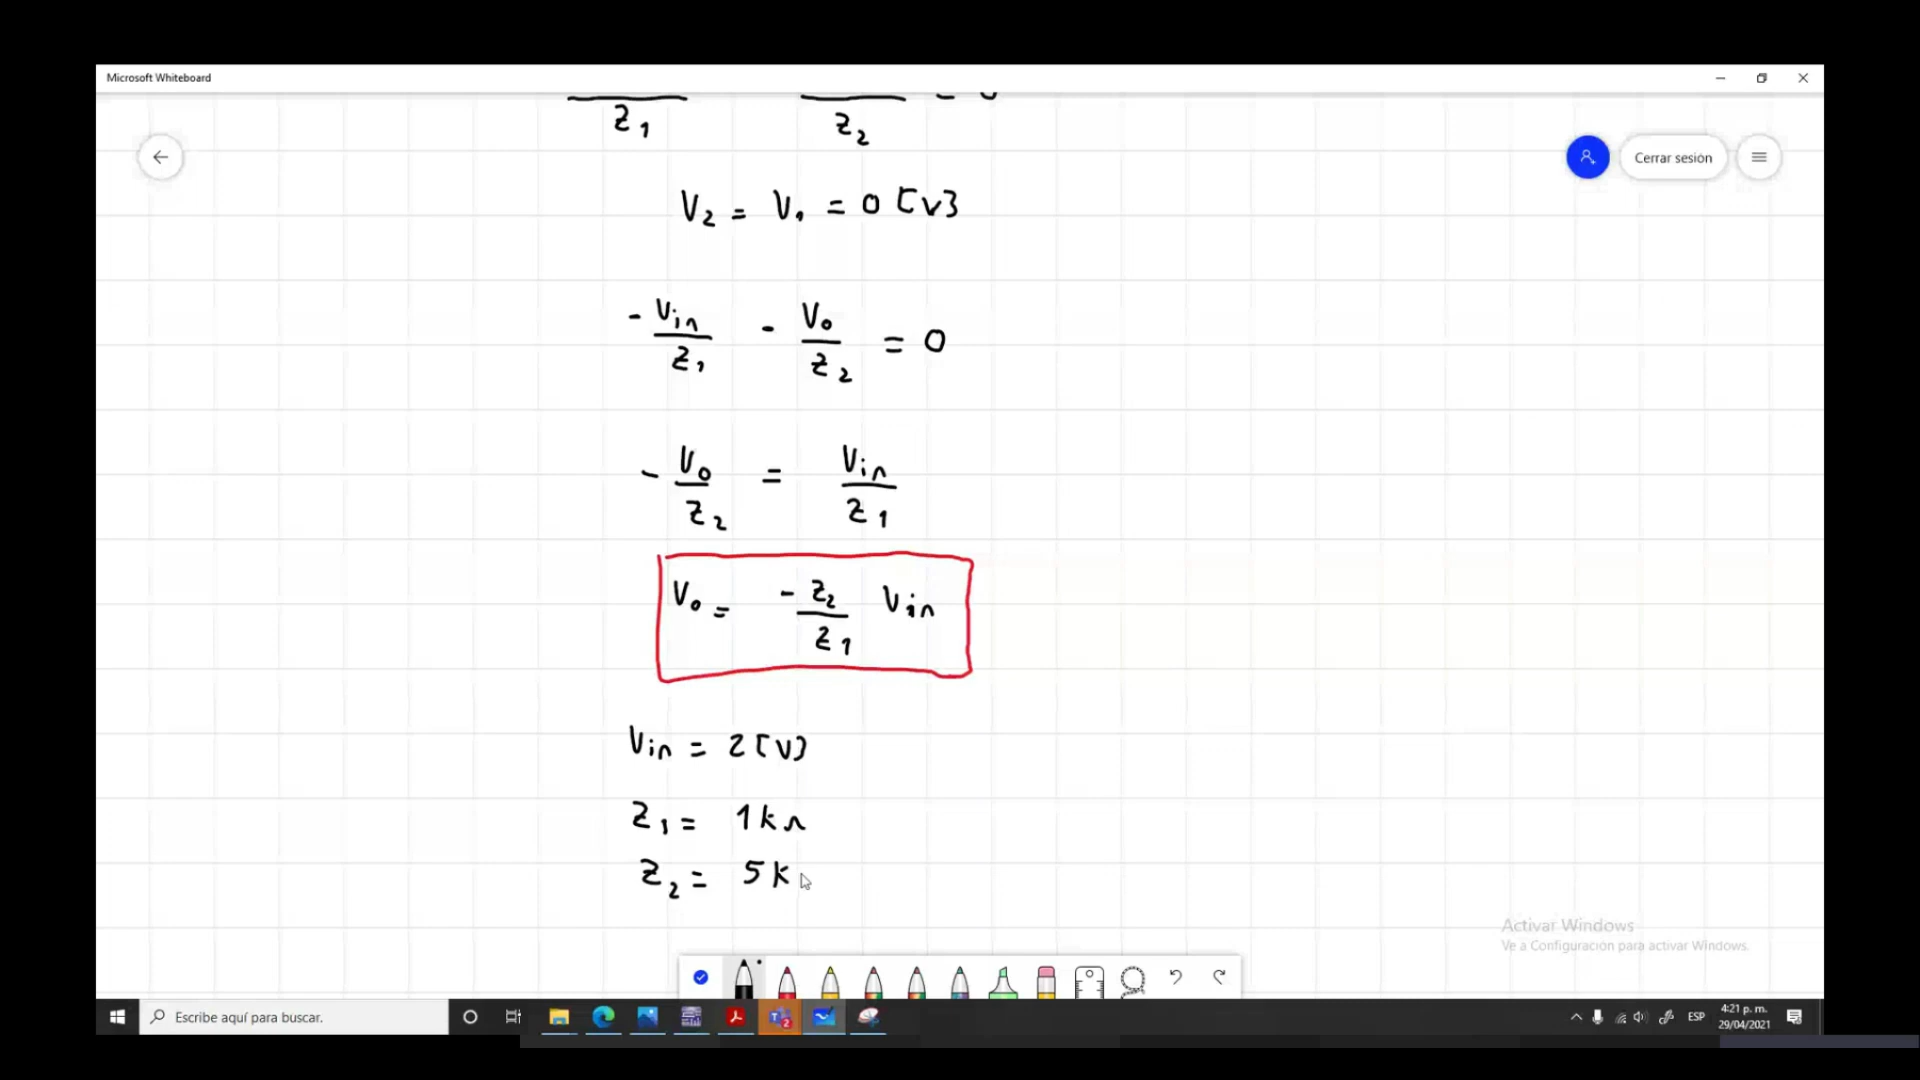 Microsoft Whiteboard
Z1 Z2 = 0
Cerrar sesión
V2 = V1 = 0 [V]
- Vin/Z1 - Vo/Z2 = 0
- Vo/Z2 = Vin/Z1
Vo = -Z2/Z1 Vin
Vin = 2 [V]
Z1 = 1kΩ
Z2 = 5k
Activar Windows
Ve a Configuración para activar Windows.
Escribe aquí para buscar.
ESP
4:21 p. m.
29/04/2021